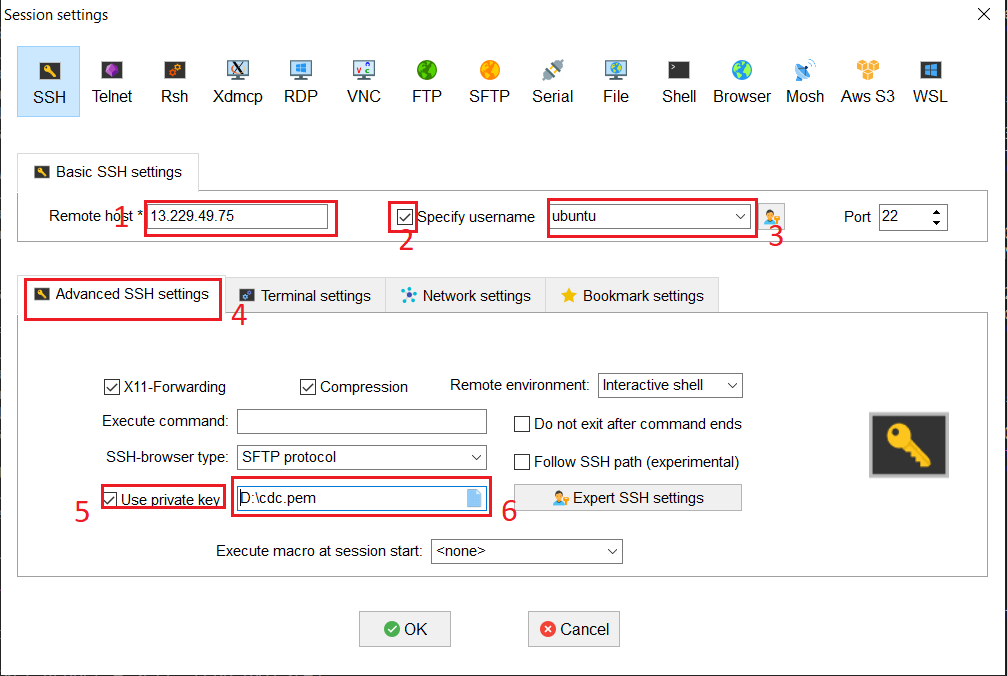 Session settings
SSH Telnet Rsh Xdmcp RDP VNC FTP SFTP Serial File Shell Browser Mosh Aws S3 WSL
Basic SSH settings
Remote host * 13.229.49.75 Specify username ubuntu Port 22
1 2 3
Advanced SSH settings Terminal settings Network settings Bookmark settings
4
X11-Forwarding Compression Remote environment: Interactive shell
Execute command: Do not exit after command ends
SSH-browser type: SFTP protocol Follow SSH path (experimental)
5 Use private key D:\cdc.pem 6 Expert SSH settings
Execute macro at session start: <none>
OK Cancel